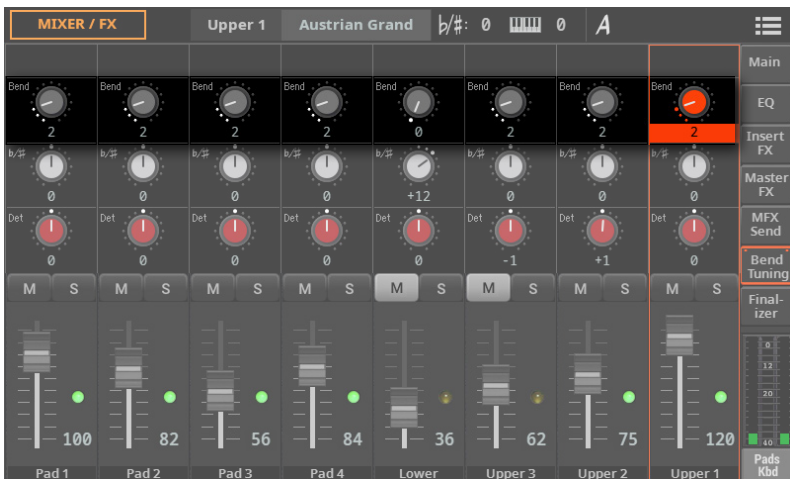 MIXER / FX Upper 1 Austrian Grand ♭/♯: 0 0 A
Main
Bend Bend Bend Bend Bend Bend Bend Bend
2 2 2 2 0 2 2 2
EQ
Insert
FX
♭/♯ ♭/♯ ♭/♯ ♭/♯ ♭/♯ ♭/♯ ♭/♯ ♭/♯
0 0 0 0 +12 0 0 0
Master
FX
Det Det Det Det Det Det Det Det
0 0 0 0 0 -1 +1 0
MFX
Send
Bend
Tuning
M S M S M S M S M S M S M S M S
Final-
izer
0
12
20
40
100 82 56 84 36 62 75 120
Pad 1 Pad 2 Pad 3 Pad 4 Lower Upper 3 Upper 2 Upper 1
Pads
Kbd